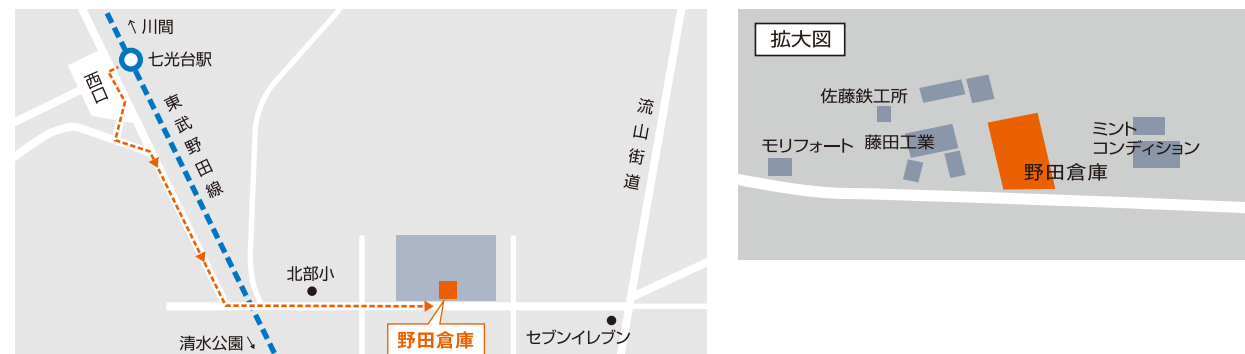 ↖川間
七光台駅
西口
東武野田線
流山街道
北部小
野田倉庫
セブンイレブン
清水公園↘
拡大図
佐藤鉄工所
モリフォート
藤田工業
野田倉庫
ミント
コンディション